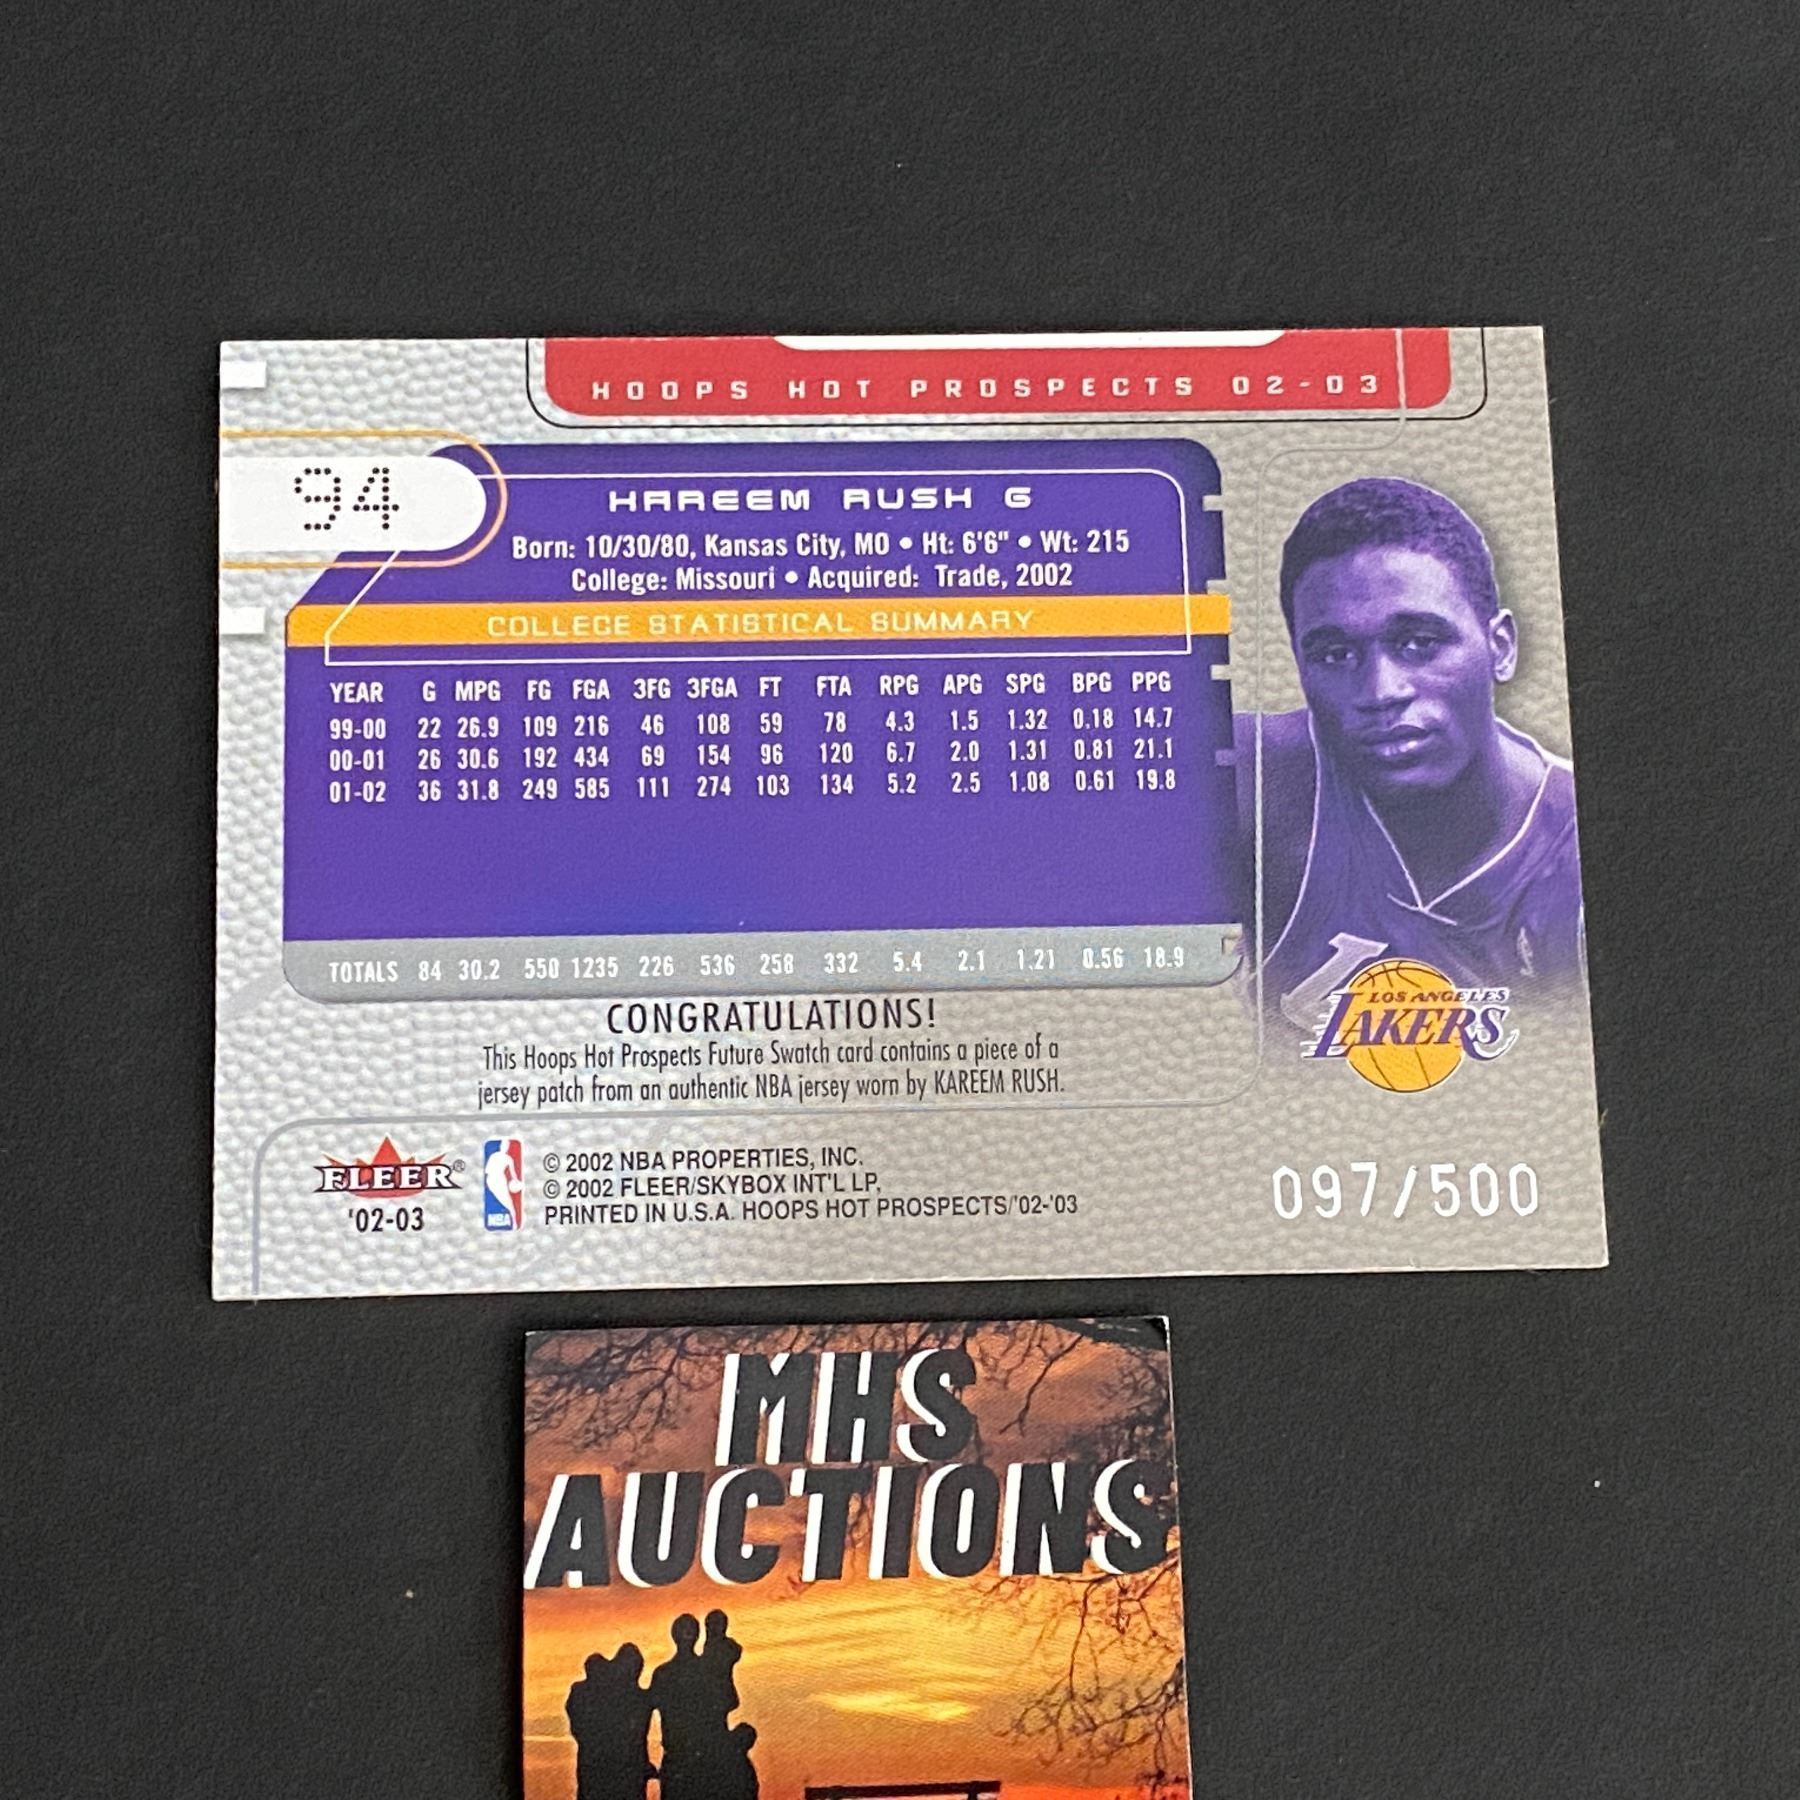 HOOPS HOT PROSPECTS 02-03
94
KAREEM RUSH G
Born: 10/30/80, Kansas City, MO • Ht: 6'6" • Wt: 215
College: Missouri • Acquired: Trade, 2002
COLLEGE STATISTICAL SUMMARY
YEAR G MPG FG FGA 3FG 3FGA FT FTA RPG APG SPG BPG PPG
99-00 22 26.9 109 216 46 108 59 78 4.3 1.5 1.32 0.18 14.7
00-01 26 30.6 192 434 69 154 96 120 6.7 2.0 1.31 0.81 21.1
01-02 36 31.8 249 585 111 274 103 134 5.2 2.5 1.08 0.61 19.8
TOTALS 84 30.2 550 1235 226 536 258 332 5.4 2.1 1.21 0.56 18.9
CONGRATULATIONS!
This Hoops Hot Prospects Future Swatch card contains a piece of a
jersey patch from an authentic NBA jersey worn by KAREEM RUSH.
LOS ANGELES
LAKERS
FLEER®
'02-03
NBA
© 2002 NBA PROPERTIES, INC.
© 2002 FLEER/SKYBOX INT'L LP.
PRINTED IN U.S.A. HOOPS HOT PROSPECTS/'02-'03
097/500
MHS
AUCTIONS